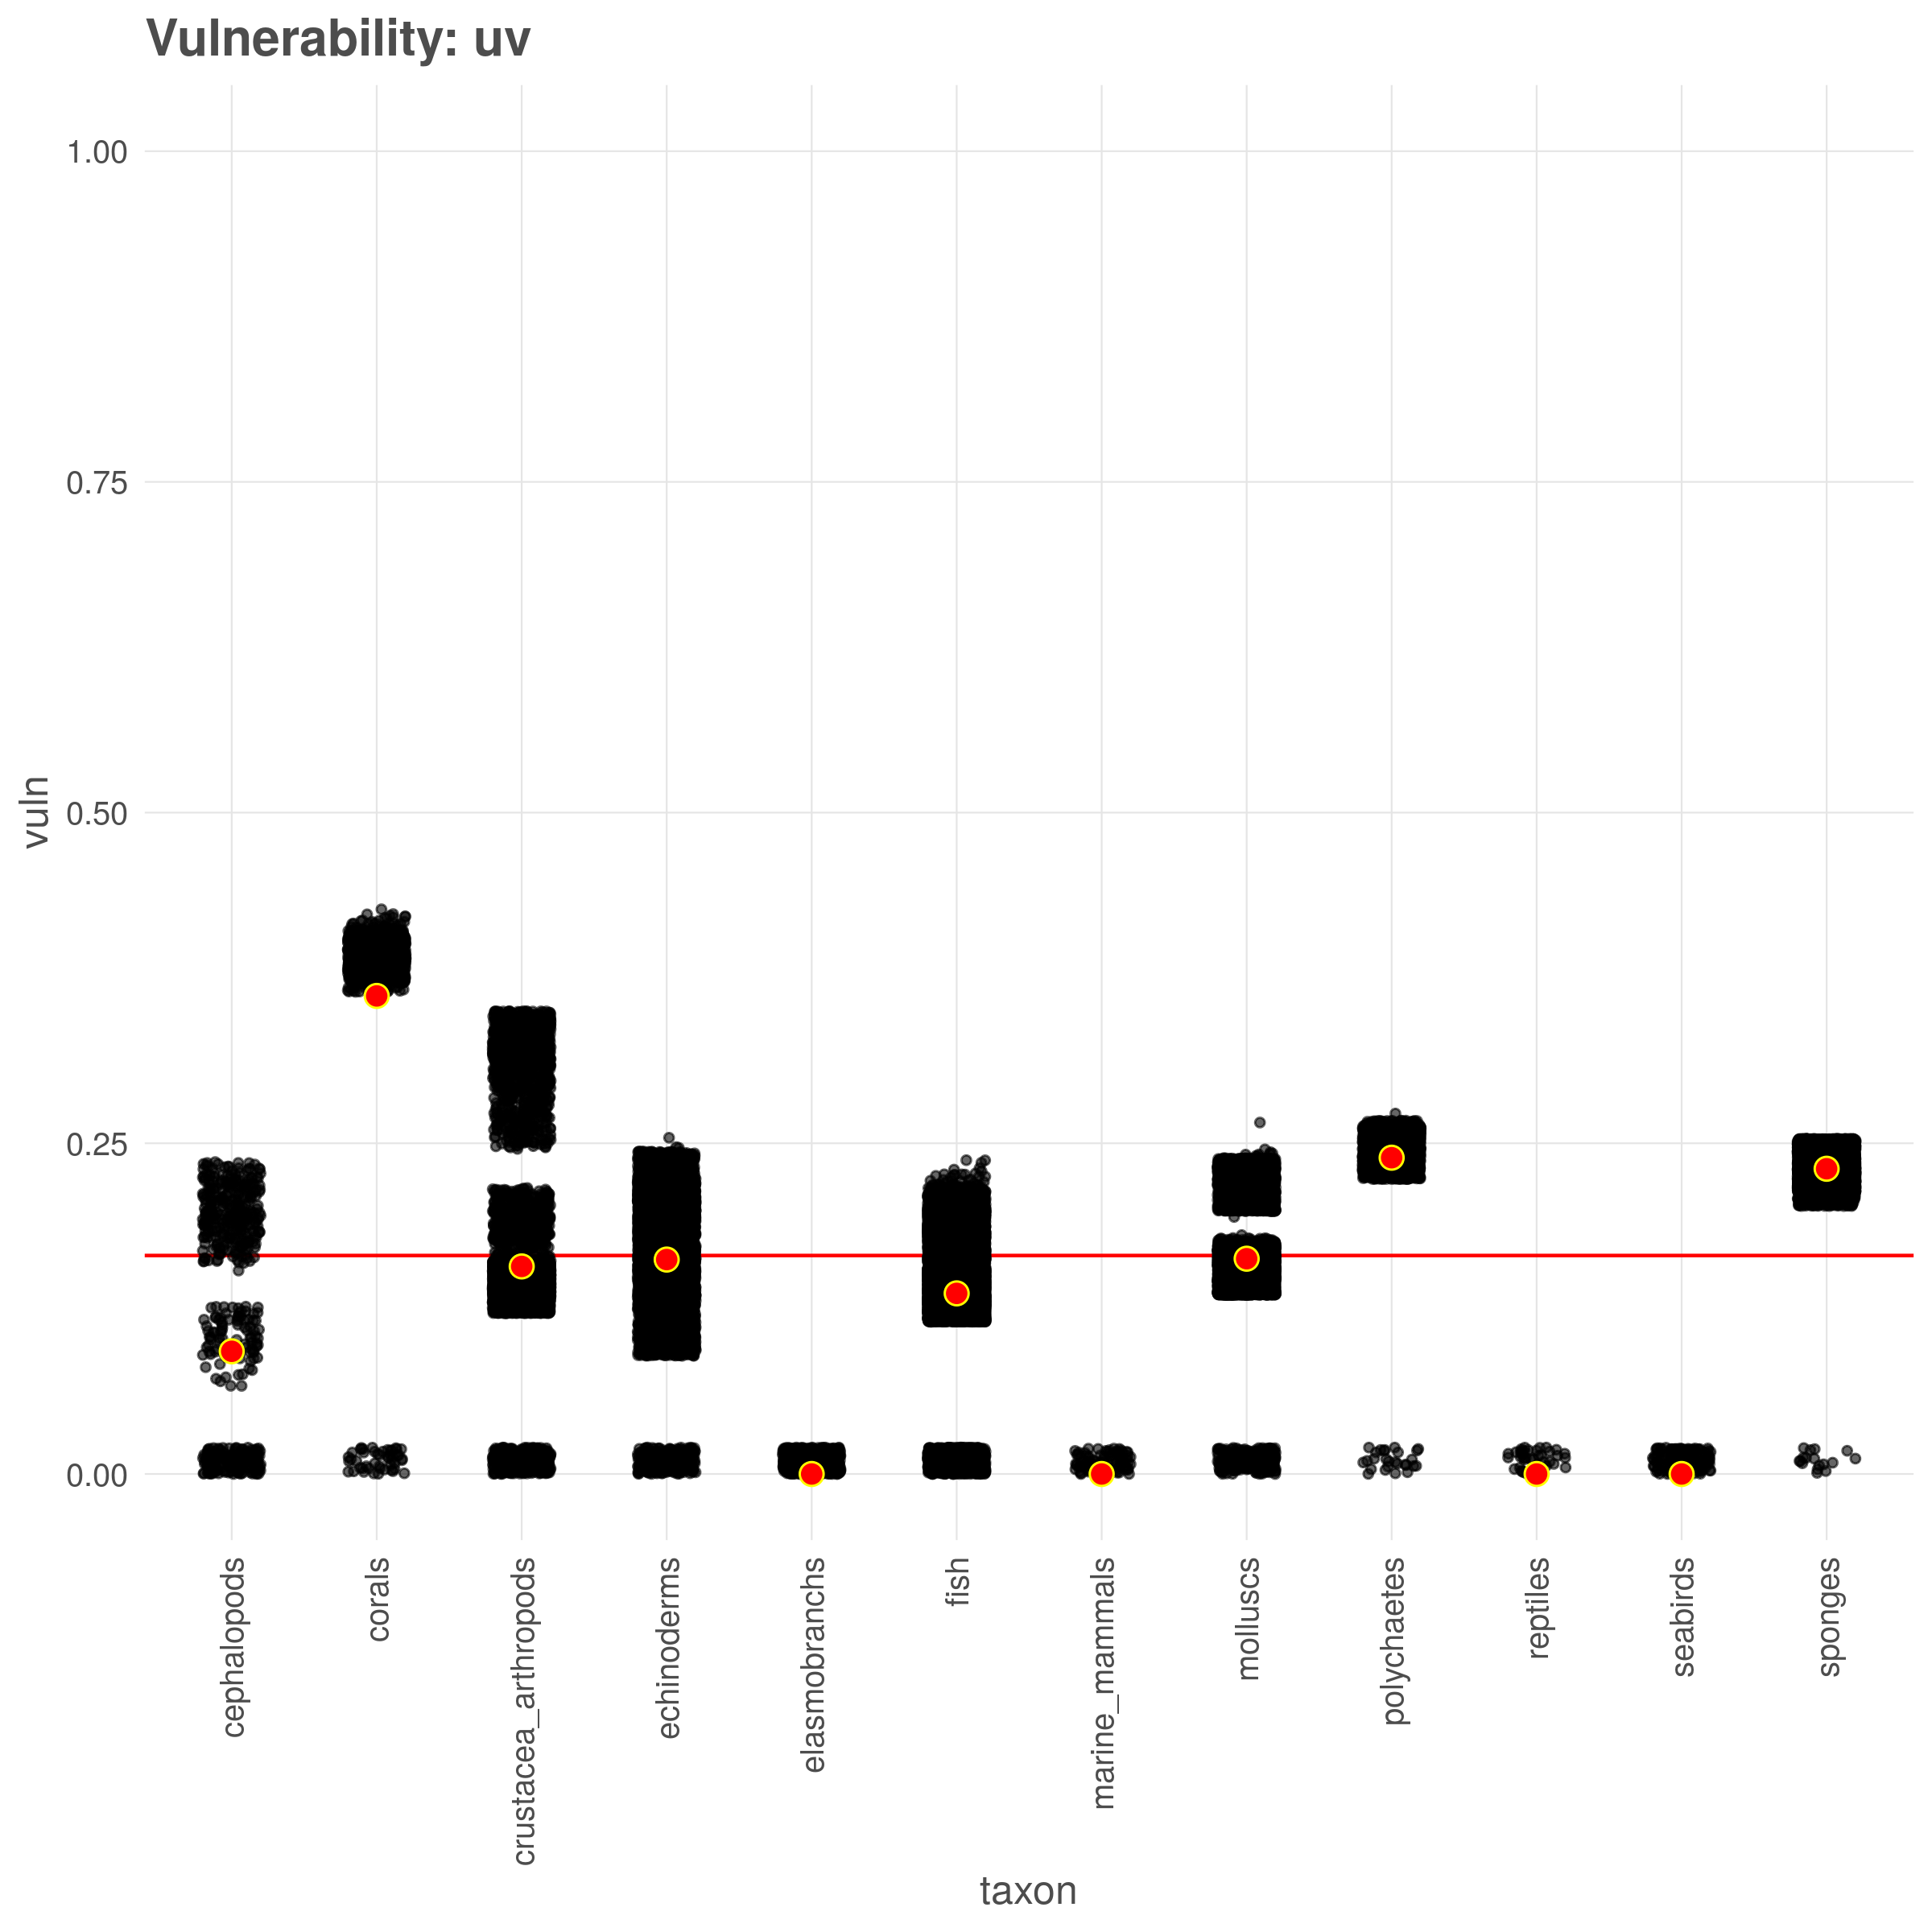 Vulnerability: uv
1.00
0.75
0.50
0.25
0.00
vuln
cephalopods
corals
crustacea_arthropods
echinoderms
elasmobranchs
fish
marine_mammals
molluscs
polychaetes
reptiles
seabirds
sponges
taxon